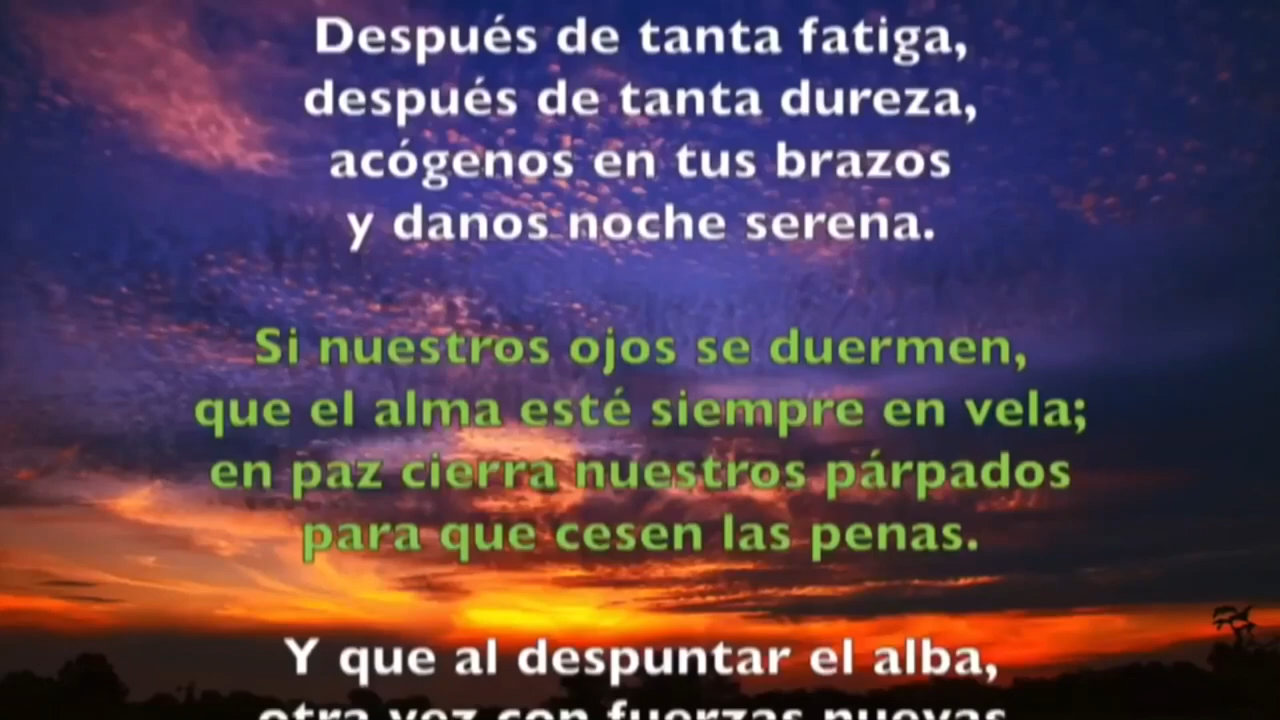 Después de tanta fatiga,
después de tanta dureza,
acógenos en tus brazos
y danos noche serena.
Si nuestros ojos se duermen,
que el alma esté siempre en vela;
en paz cierra nuestros párpados
para que cesen las penas.
Y que al despuntar el alba,
otra vez con fuerzas nuevas